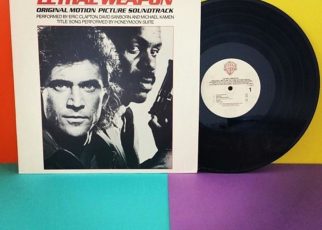 LETHAL WEAPON
ORIGINAL MOTION PICTURE SOUNDTRACK
PERFORMED BY ERIC CLAPTON, DAVID SANBORN AND MICHAEL KAMEN
TITLE SONG PERFORMED BY HONEYMOON SUITE
1